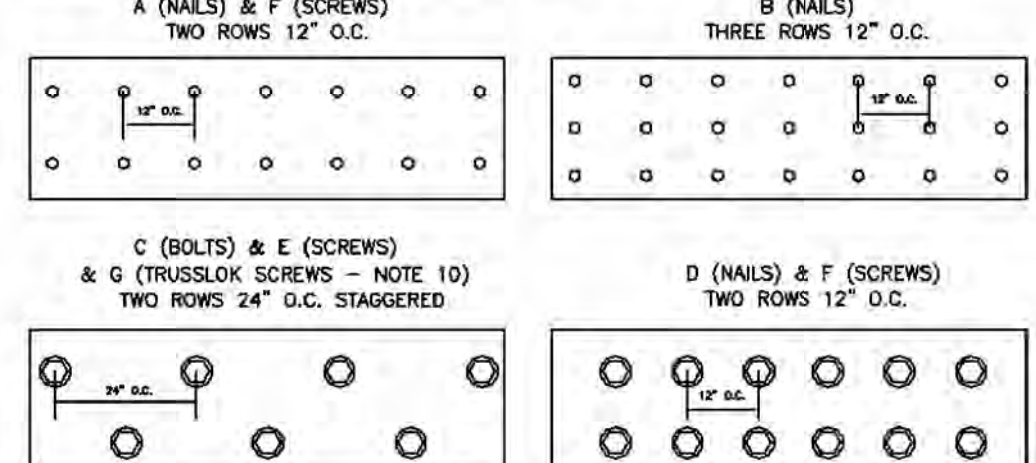 A (NAILS) & F (SCREWS)
TWO ROWS 12" O.C.
B (NAILS)
THREE ROWS 12" O.C.
12" O.C.
12" O.C.
C (BOLTS) & E (SCREWS)
& G (TRUSSLOK SCREWS – NOTE 10)
TWO ROWS 24" O.C. STAGGERED
D (NAILS) & F (SCREWS)
TWO ROWS 12" O.C.
24" O.C.
12" O.C.